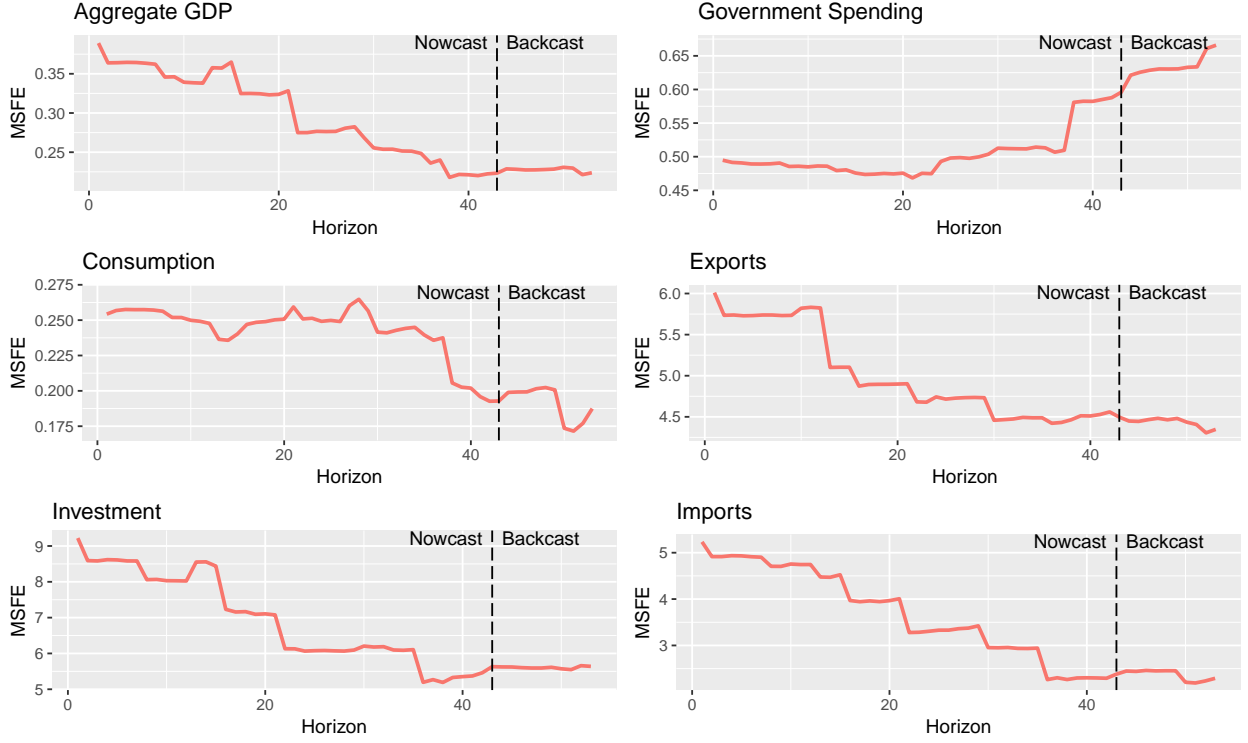 Aggregate GDP
Nowcast Backcast
MSFE
0.35
0.30
0.25
0 20 40
Horizon
Government Spending
Nowcast Backcast
MSFE
0.65
0.60
0.55
0.50
0.45
0 20 40
Horizon
Consumption
Nowcast Backcast
MSFE
0.275
0.250
0.225
0.200
0.175
0 20 40
Horizon
Exports
Nowcast Backcast
MSFE
6.0
5.5
5.0
4.5
0 20 40
Horizon
Investment
Nowcast Backcast
MSFE
9
8
7
6
5
0 20 40
Horizon
Imports
Nowcast Backcast
MSFE
5
4
3
0 20 40
Horizon